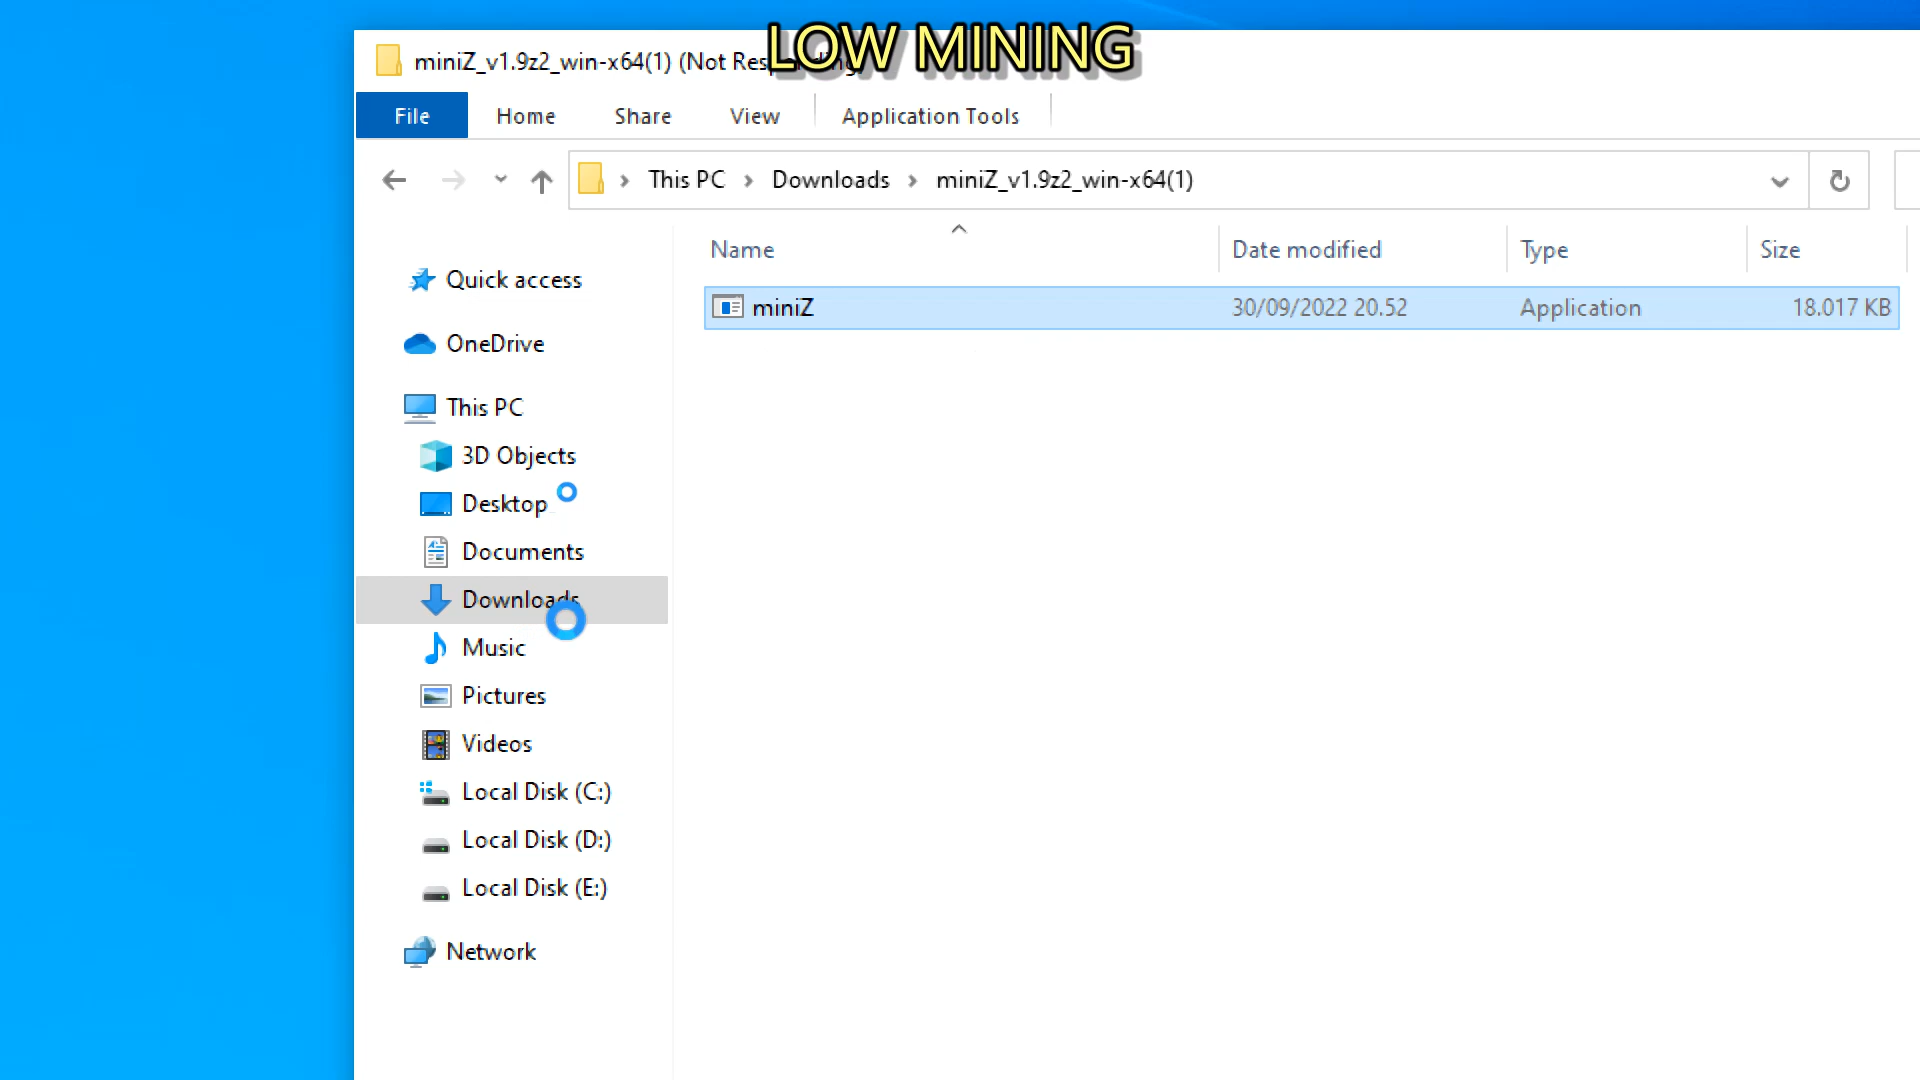 LOW MINING
miniZ_v1.9z2_win-x64(1) (Not Res
File Home Share View Application Tools
This PC Downloads miniZ_v1.9z2_win-x64(1)
Name Date modified Type Size
miniZ 30/09/2022 20.52 Application 18.017 KB
Quick access
OneDrive
This PC
3D Objects
Desktop
Documents
Downloads
Music
Pictures
Videos
Local Disk (C:)
Local Disk (D:)
Local Disk (E:)
Network